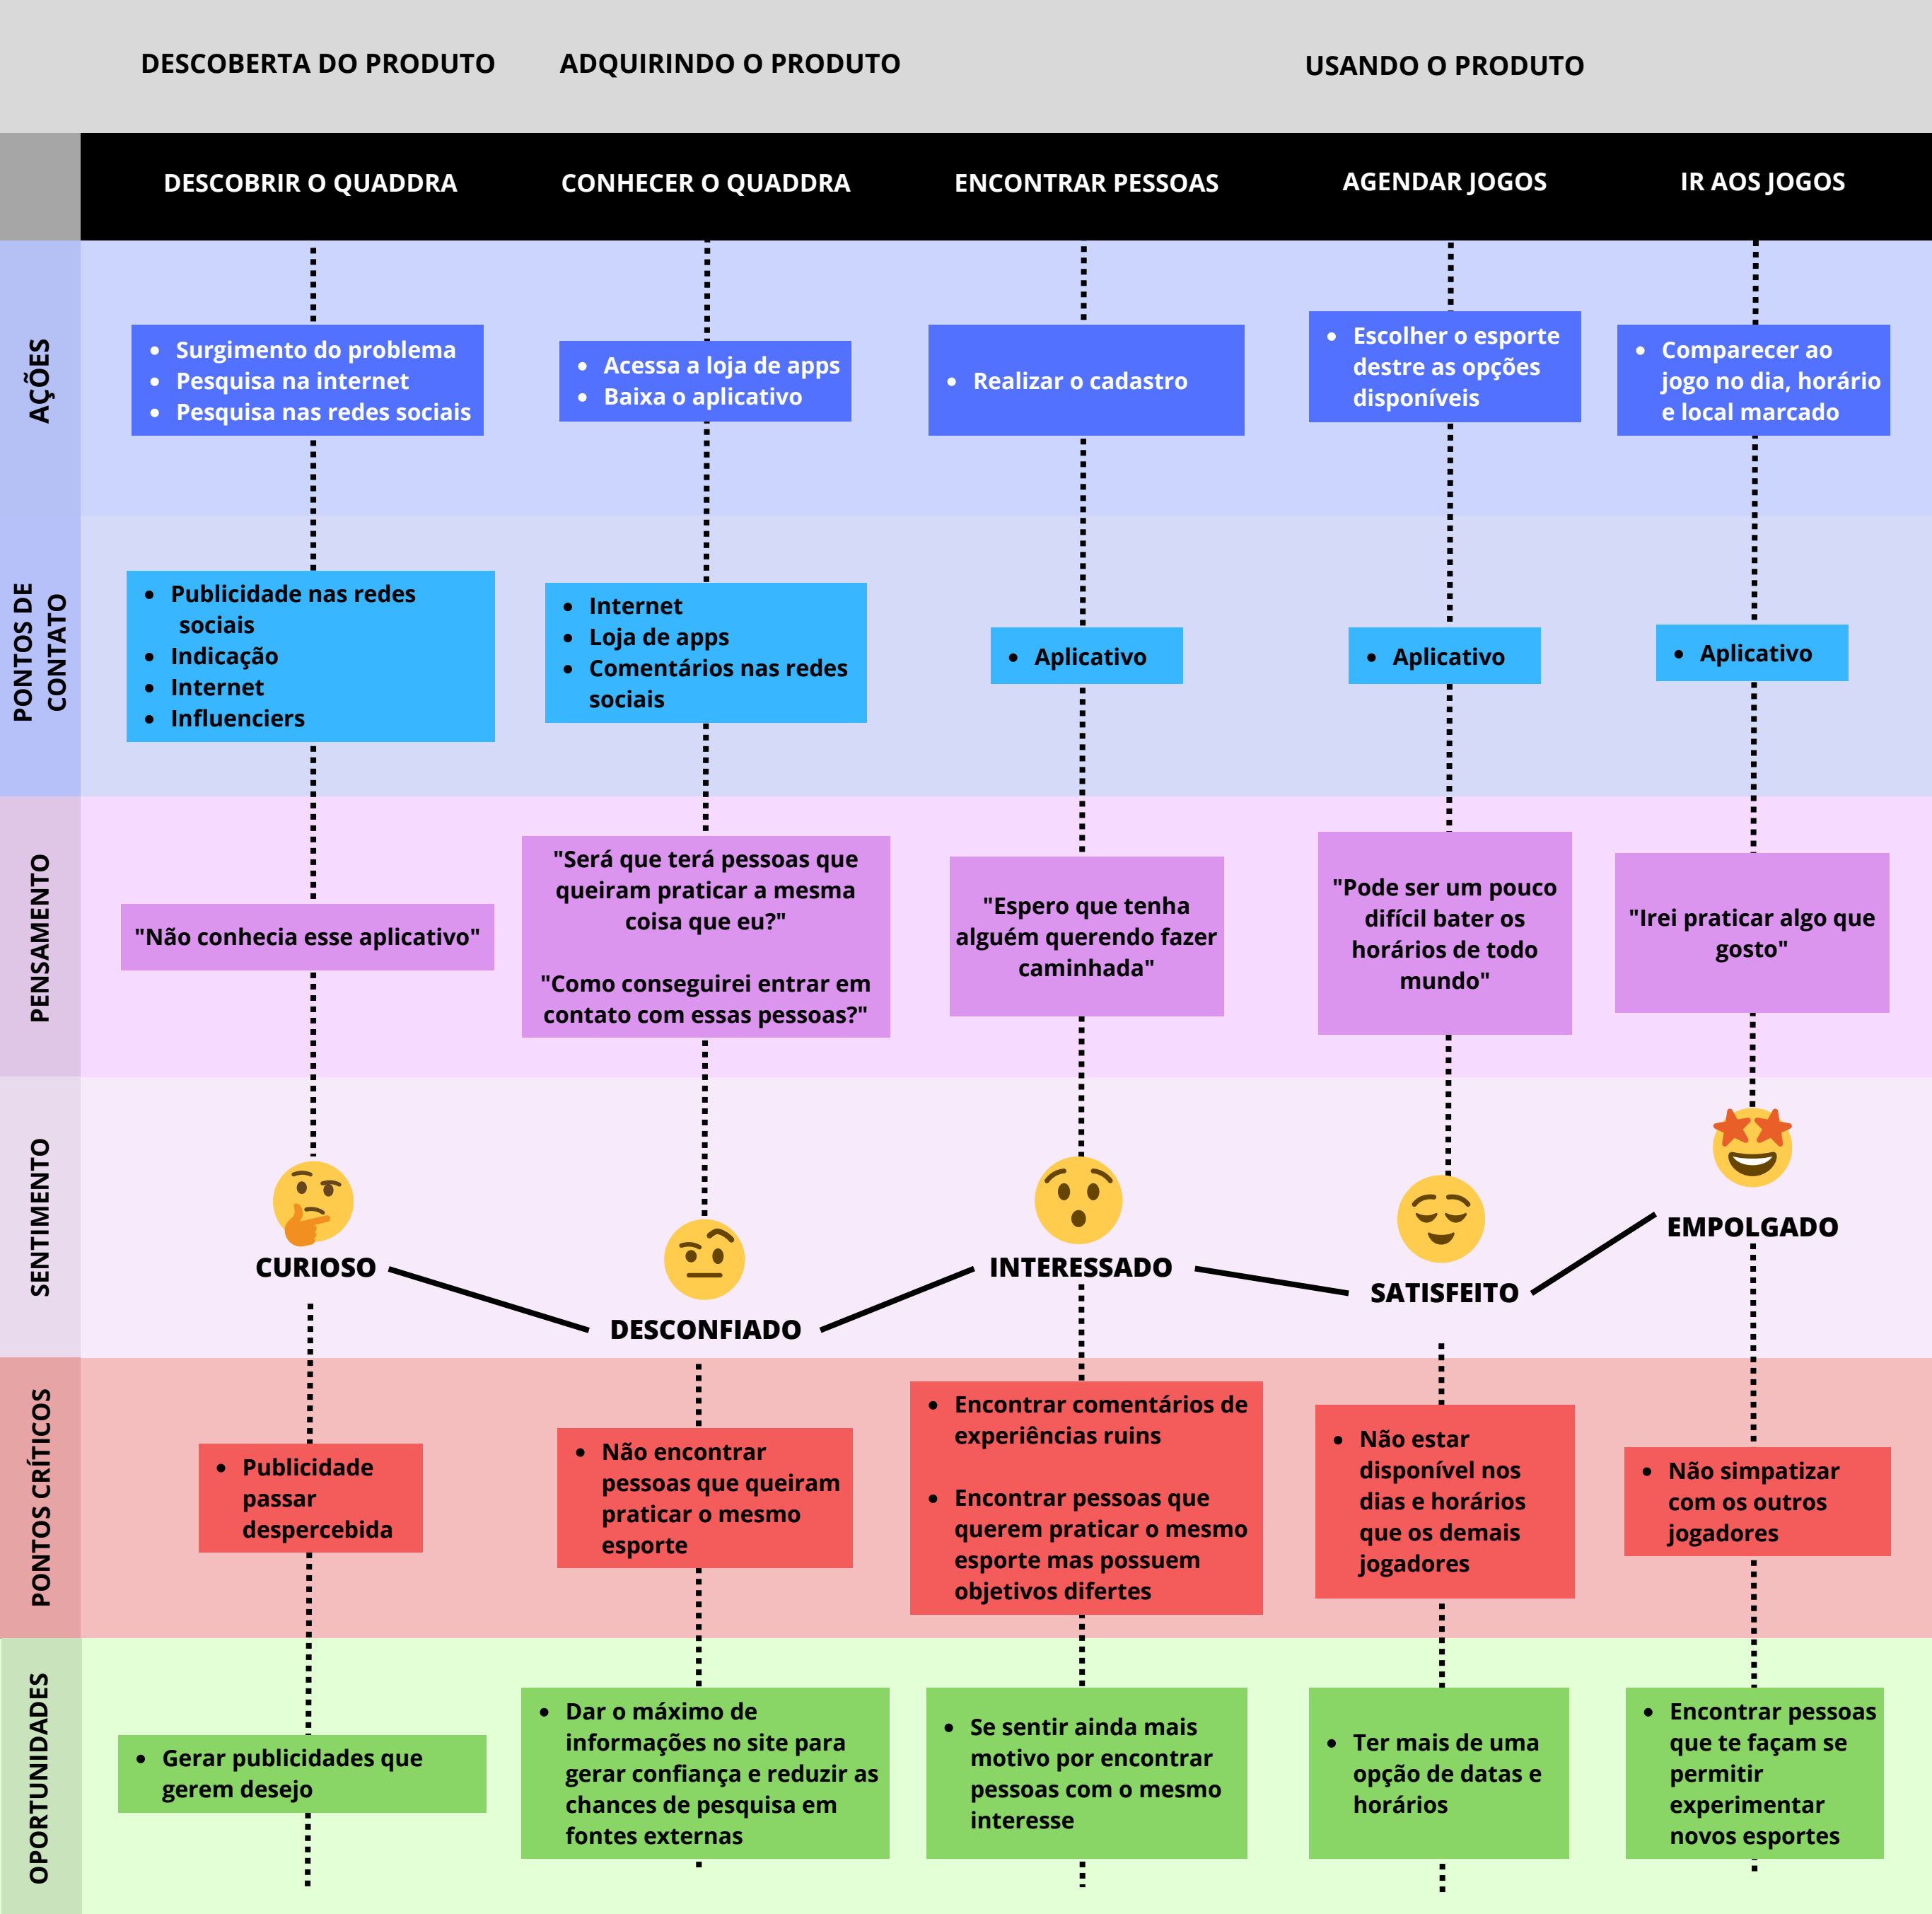 DESCOBERTA DO PRODUTO
ADQUIRINDO O PRODUTO
USANDO O PRODUTO
DESCOBRIR O QUADDRA
CONHECER O QUADDRA
ENCONTRAR PESSOAS
AGENDAR JOGOS
IR AOS JOGOS
AÇÕES
• Surgimento do problema
• Pesquisa na internet
• Pesquisa nas redes sociais
• Acessa a loja de apps
• Baixa o aplicativo
• Realizar o cadastro
• Escolher o esporte
destre as opções
disponíveis
• Comparecer ao
jogo no dia, horário
e local marcado
PONTOS DE
CONTATO
• Publicidade nas redes
sociais
• Indicação
• Internet
• Influenciers
• Internet
• Loja de apps
• Comentários nas redes
sociais
• Aplicativo
• Aplicativo
• Aplicativo
PENSAMENTO
"Não conhecia esse aplicativo"
"Será que terá pessoas que
queiram praticar a mesma
coisa que eu?"
"Como conseguirei entrar em
contato com essas pessoas?"
"Espero que tenha
alguém querendo fazer
caminhada"
"Pode ser um pouco
difícil bater os
horários de todo
mundo"
"Irei praticar algo que
gosto"
SENTIMENTO
CURIOSO
DESCONFIADO
INTERESSADO
SATISFEITO
EMPOLGADO
PONTOS CRÍTICOS
• Publicidade
passar
despercebida
• Não encontrar
pessoas que queiram
praticar o mesmo
esporte
• Encontrar comentários de
experiências ruins
• Encontrar pessoas que
querem praticar o mesmo
esporte mas possuem
objetivos difertes
• Não estar
disponível nos
dias e horários
que os demais
jogadores
• Não simpatizar
com os outros
jogadores
OPORTUNIDADES
• Gerar publicidades que
gerem desejo
• Dar o máximo de
informações no site para
gerar confiança e reduzir as
chances de pesquisa em
fontes externas
• Se sentir ainda mais
motivo por encontrar
pessoas com o mesmo
interesse
• Ter mais de uma
opção de datas e
horários
• Encontrar pessoas
que te façam se
permitir
experimentar
novos esportes